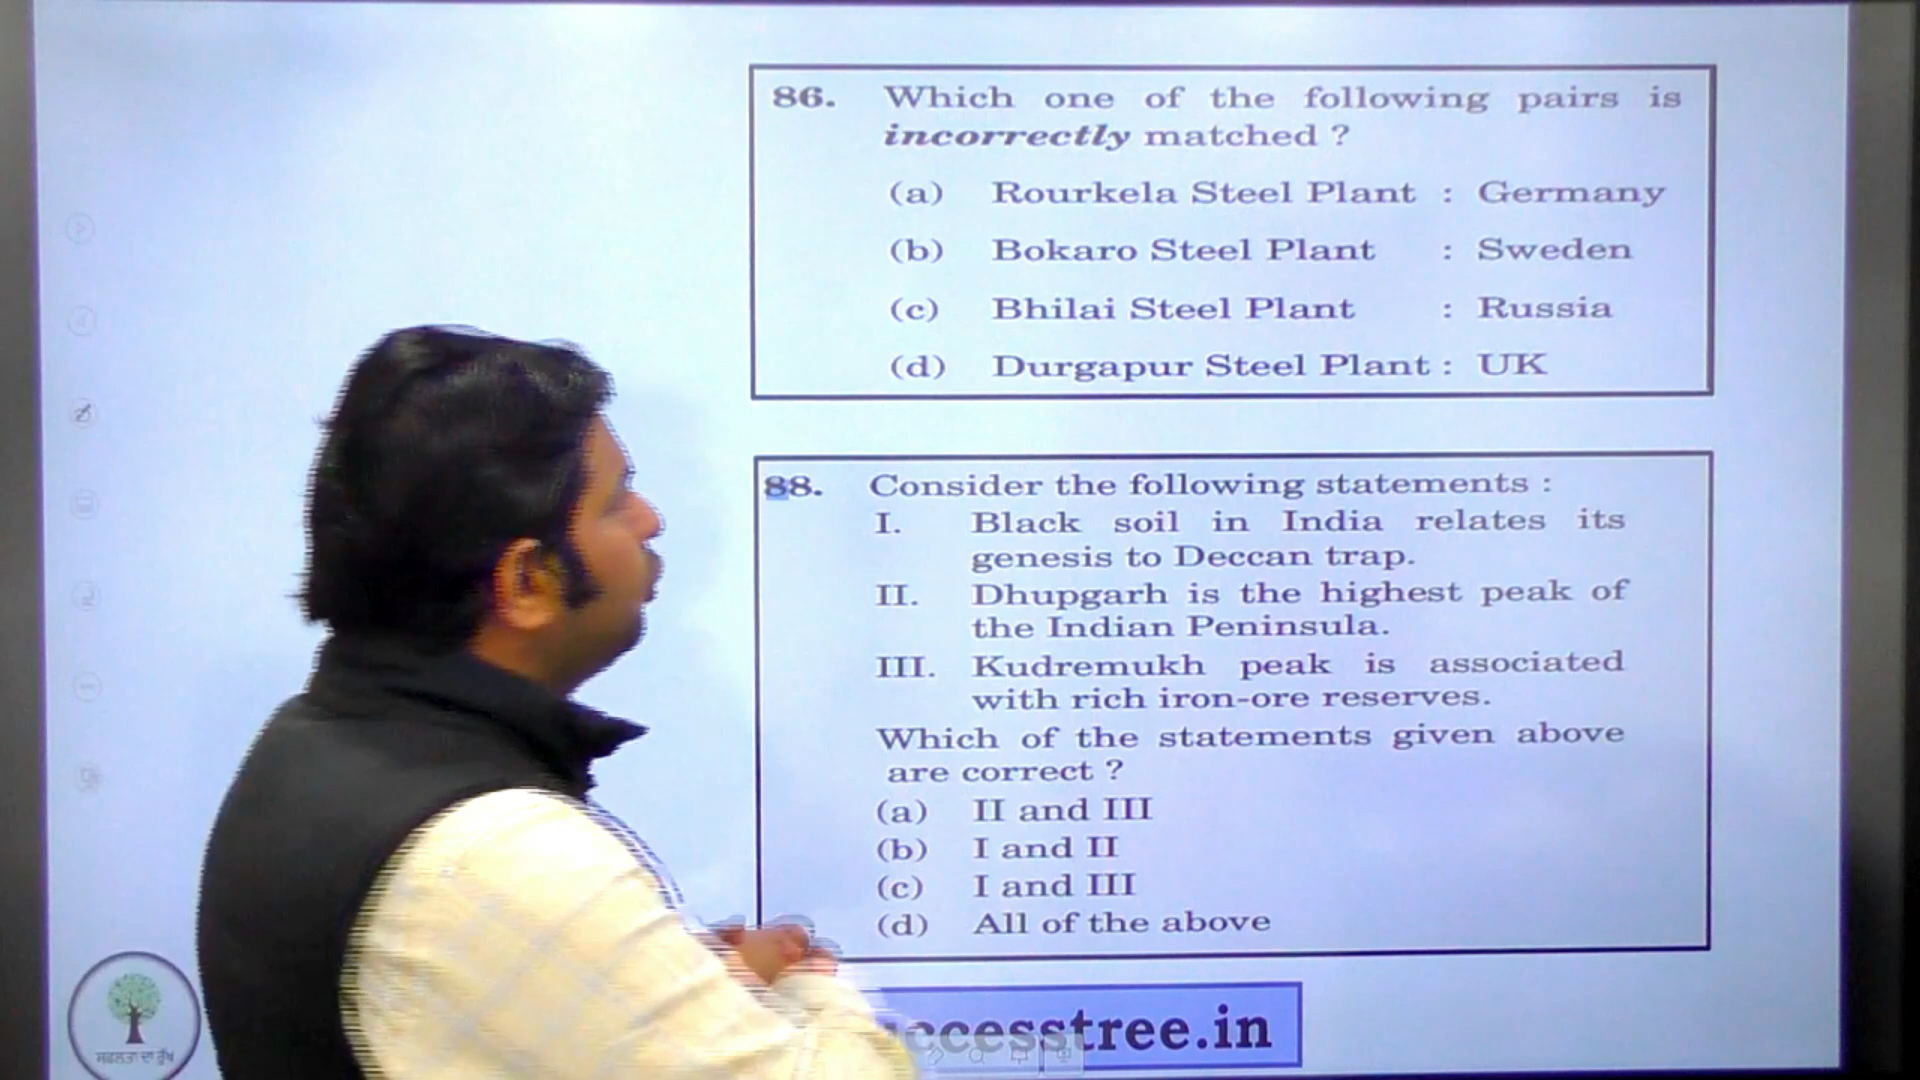 86. Which one of the following pairs is
incorrectly matched ?
(a) Rourkela Steel Plant : Germany
(b) Bokaro Steel Plant : Sweden
(c) Bhilai Steel Plant : Russia
(d) Durgapur Steel Plant : UK
88. Consider the following statements :
I. Black soil in India relates its
genesis to Deccan trap.
II. Dhupgarh is the highest peak of
the Indian Peninsula.
III. Kudremukh peak is associated
with rich iron-ore reserves.
Which of the statements given above
are correct ?
(a) II and III
(b) I and II
(c) I and III
(d) All of the above
ccesstree.in
ਸਫਲਤਾ ਦਾ ਰੁੱਖ